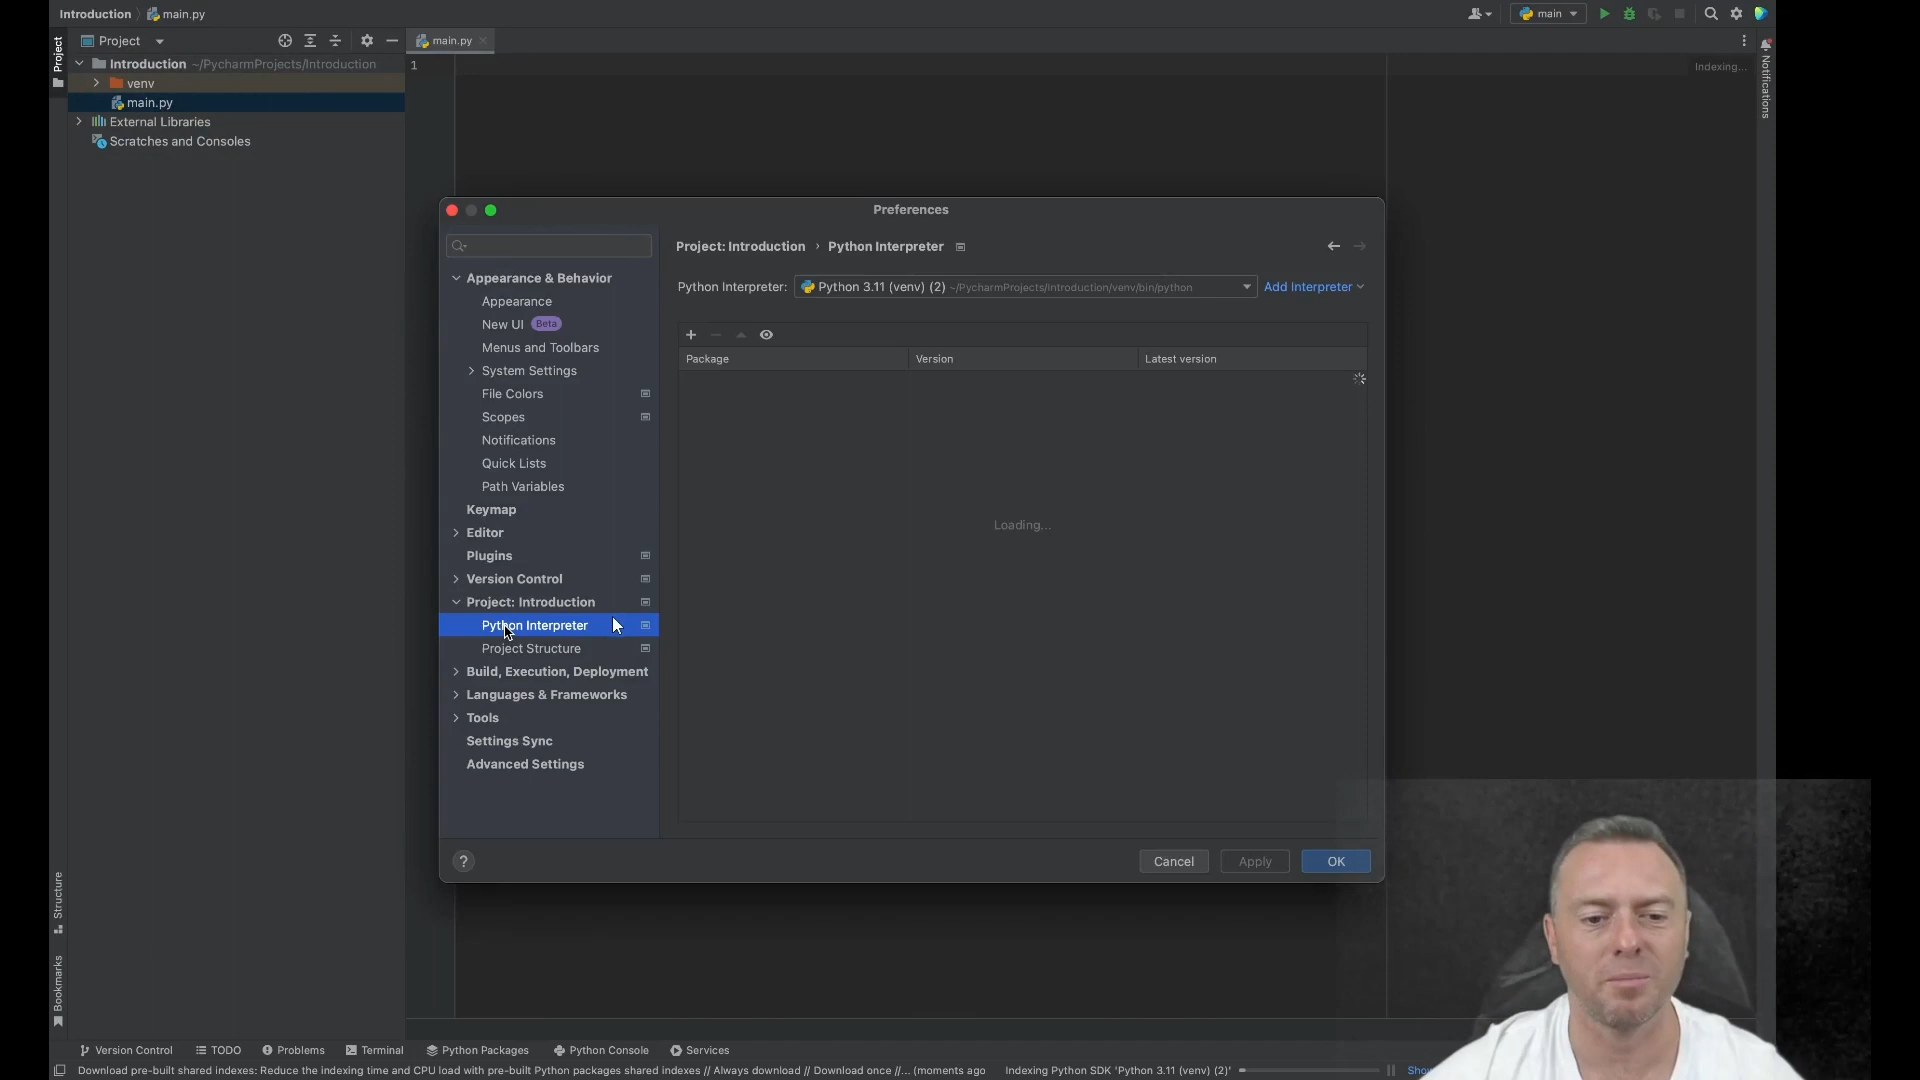 Introduction main.py
main
Project
main.py
Project
Introduction ~/PycharmProjects/Introduction
1
Indexing...
Notifications
venv
main.py
External Libraries
Scratches and Consoles
Preferences
Project: Introduction › Python Interpreter
Appearance & Behavior
Python Interpreter: Python 3.11 (venv) (2) ~/PycharmProjects/Introduction/venv/bin/python Add Interpreter
Appearance
New UI Beta
Menus and Toolbars
Package Version Latest version
System Settings
File Colors
Scopes
Notifications
Quick Lists
Path Variables
Keymap
Loading...
Editor
Plugins
Version Control
Project: Introduction
Python Interpreter
Project Structure
Build, Execution, Deployment
Languages & Frameworks
Tools
Settings Sync
Advanced Settings
? Cancel Apply OK
Structure
Bookmarks
Version Control TODO Problems Terminal Python Packages Python Console Services
Download pre-built shared indexes: Reduce the indexing time and CPU load with pre-built Python packages shared indexes // Always download // Download once //... (moments ago Indexing Python SDK 'Python 3.11 (venv) (2)'